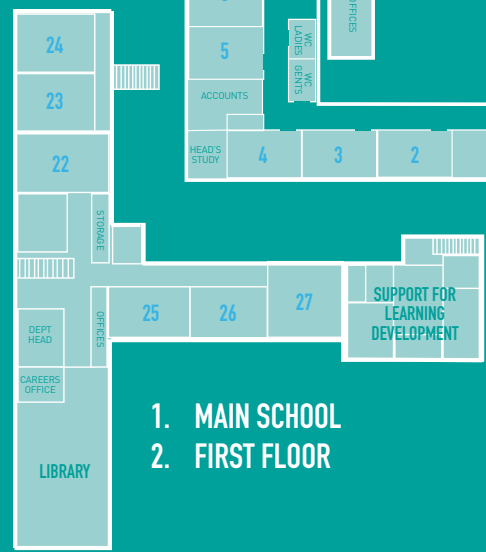 OFFICES
24
5
WC
LADIES
WC
GENTS
23
ACCOUNTS
HEAD'S
STUDY
4
3
2
22
STORAGE
25
26
27
SUPPORT FOR
LEARNING
DEVELOPMENT
OFFICES
DEPT
HEAD
CAREERS
OFFICE
LIBRARY
1. MAIN SCHOOL
2. FIRST FLOOR